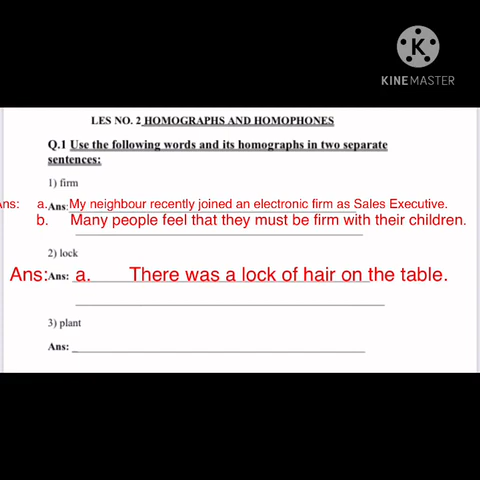 K
KINEMASTER
LES NO. 2 HOMOGRAPHS AND HOMOPHONES
Q.1 Use the following words and its homographs in two separate
sentences:
1) firm
Ans: a. Ans: My neighbour recently joined an electronic firm as Sales Executive.
b. Many people feel that they must be firm with their children.
2) lock
Ans: Ans: a. There was a lock of hair on the table.
3) plant
Ans: